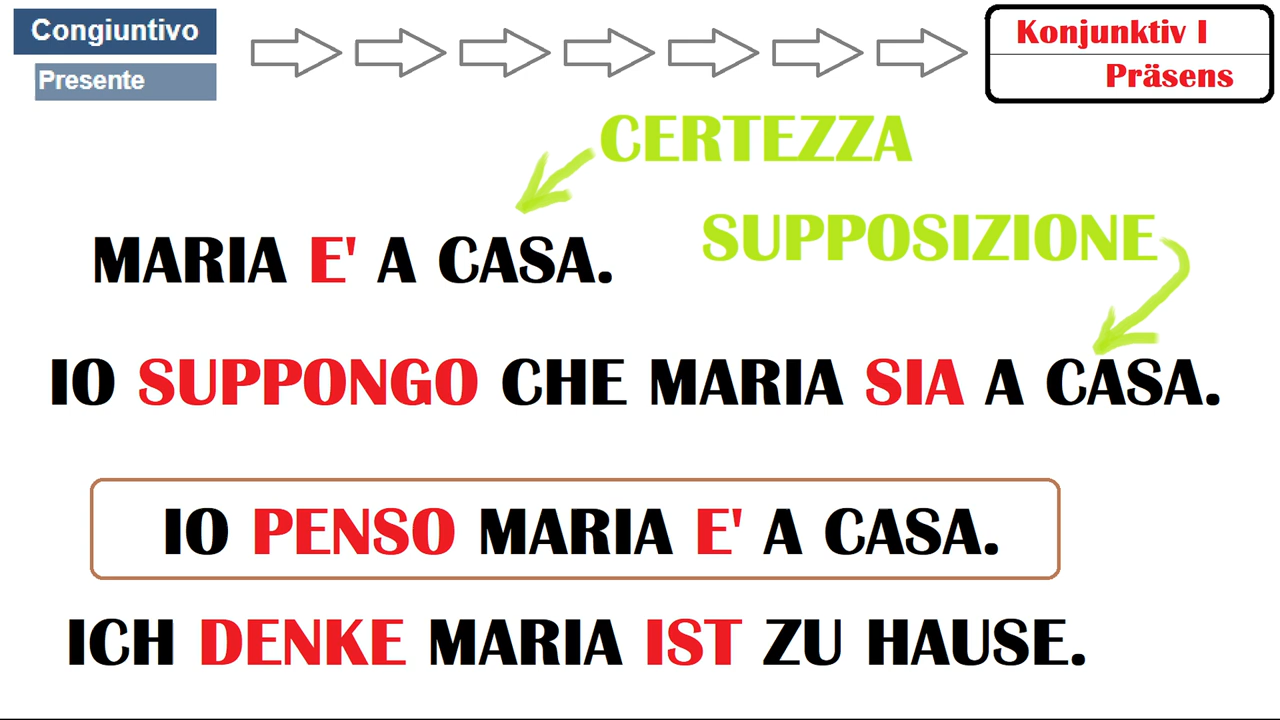 Congiuntivo
Presente
Konjunktiv I
Präsens
CERTEZZA
SUPPOSIZIONE
MARIA E' A CASA.
IO SUPPONGO CHE MARIA SIA A CASA.
IO PENSO MARIA E' A CASA.
ICH DENKE MARIA IST ZU HAUSE.